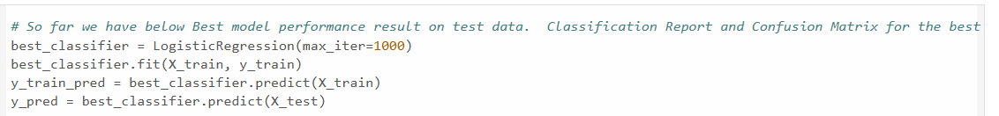 # So far we have below Best model performance result on test data.  Classification Report and Confusion Matrix for the best
best_classifier = LogisticRegression(max_iter=1000)
best_classifier.fit(X_train, y_train)
y_train_pred = best_classifier.predict(X_train)
y_pred = best_classifier.predict(X_test)